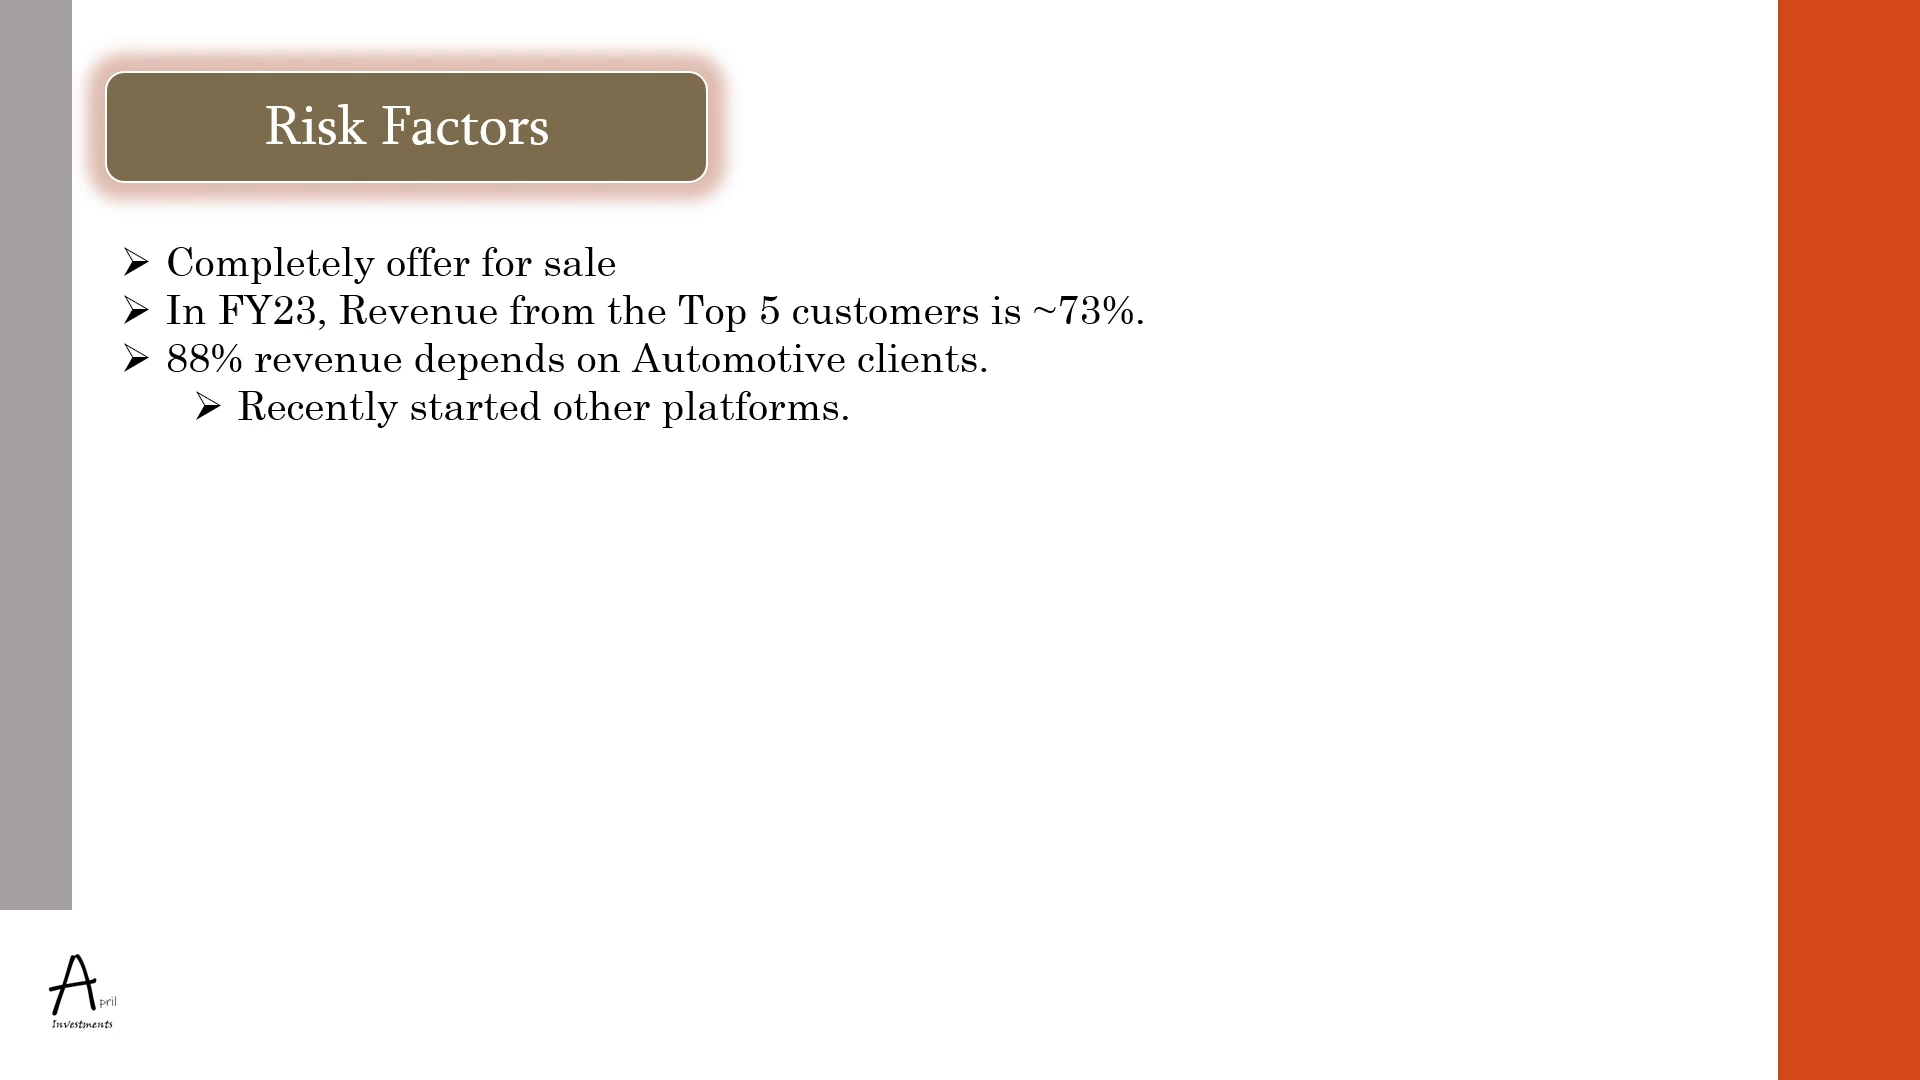 Risk Factors
➢ Completely offer for sale
➢ In FY23, Revenue from the Top 5 customers is ~73%.
➢ 88% revenue depends on Automotive clients.
➢ Recently started other platforms.
April
Investments